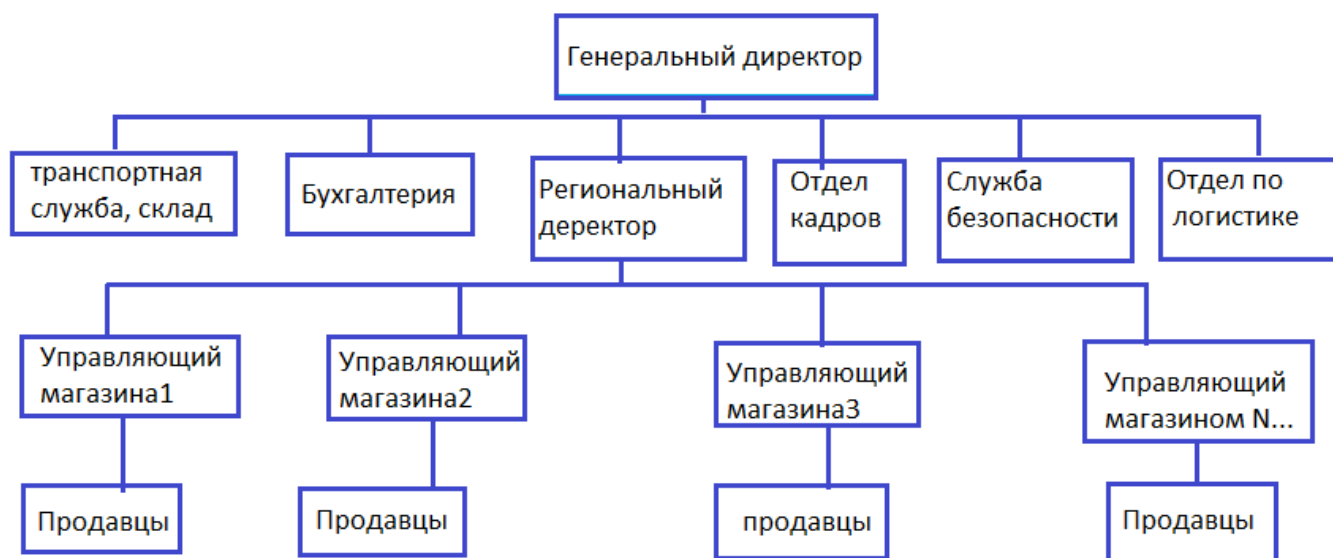 Генеральный директор
транспортная
служба, склад
Бухгалтерия
Региональный
деректор
Отдел
кадров
Служба
безопасности
Отдел по
логистике
Управляющий
магазина1
Управляющий
магазина2
Управляющий
магазина3
Управляющий
магазином N...
Продавцы
Продавцы
продавцы
Продавцы